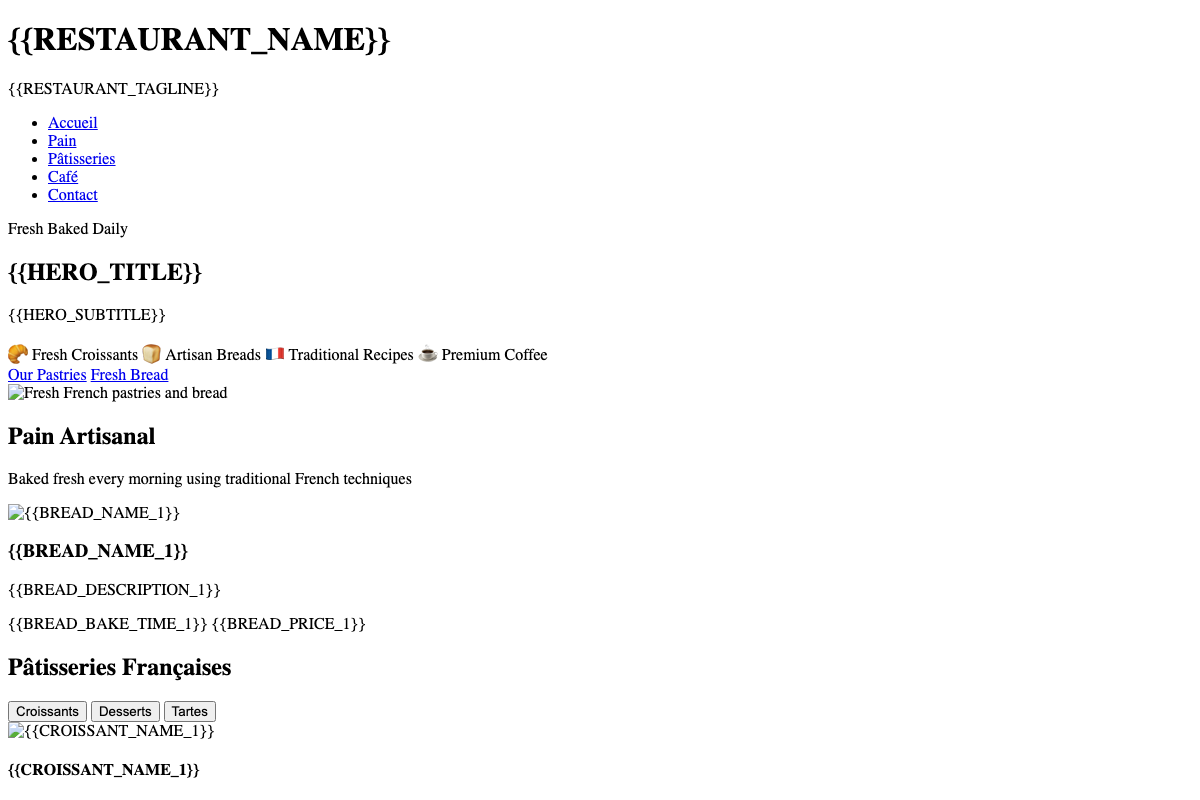 {{RESTAURANT_NAME}}
{{RESTAURANT_TAGLINE}}
Accueil
Pain
Pâtisseries
Café
Contact
Fresh Baked Daily
{{HERO_TITLE}}
{{HERO_SUBTITLE}}
🥐 Fresh Croissants 🍞 Artisan Breads 🇫🇷 Traditional Recipes ☕ Premium Coffee
Our Pastries Fresh Bread
Fresh French pastries and bread
Pain Artisanal
Baked fresh every morning using traditional French techniques
{{BREAD_NAME_1}}
{{BREAD_NAME_1}}
{{BREAD_DESCRIPTION_1}}
{{BREAD_BAKE_TIME_1}} {{BREAD_PRICE_1}}
Pâtisseries Françaises
Croissants Desserts Tartes
{{CROISSANT_NAME_1}}
{{CROISSANT_NAME_1}}